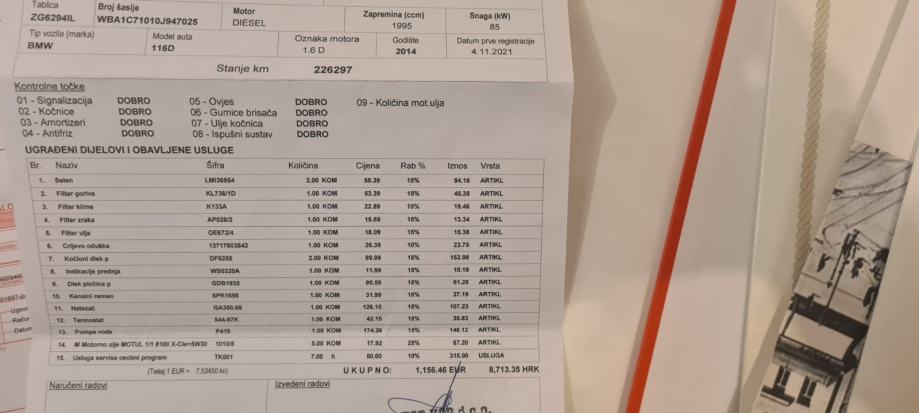 Tablica Broj šasije Motor Zapremina (ccm) Snaga (kW)
ZG6294IL WBA1C71010J947025 DIESEL 1995 85
Tip vozila (marka) Model auta Oznaka motora Godište Datum prve registracije
BMW 116D 1.6 D 2014 4.11.2021
Stanje km 226297
Kontrolne točke
01 - Signalizacija DOBRO 05 - Ovjes DOBRO 09 - Količina mot.ulja
02 - Kočnice DOBRO 06 - Gumice brisača DOBRO
03 - Amortizeri DOBRO 07 - Ulje kočnica DOBRO
04 - Antifriz DOBRO 08 - Ispušni sustav DOBRO
UGRAĐENI DIJELOVI I OBAVLJENE USLUGE
Br. Naziv Šifra Količina Cijena Rab % Iznos Vrsta
1. Selen LMI36954 2.00 KOM 55.39 15% 94.16 ARTIKL
2. Filter goriva KL736/1D 1.00 KOM 53.39 15% 45.38 ARTIKL
3. Filter klime K133A 1.00 KOM 22.89 15% 19.46 ARTIKL
4. Filter zraka AP026/2 1.00 KOM 15.69 15% 13.34 ARTIKL
5. Filter ulja OE672/4 1.00 KOM 18.09 15% 15.38 ARTIKL
6. Crijevo oduška 13717803842 1.00 KOM 26.39 10% 23.75 ARTIKL
7. Kočioni disk p DF6255 2.00 KOM 89.99 15% 152.98 ARTIKL
8. Indikacije prednja WS0320A 1.00 KOM 11.99 15% 10.19 ARTIKL
9. Disk pločice p GDB1935 1.00 KOM 95.59 15% 81.25 ARTIKL
10. Kanalni remen 6PK1698 1.00 KOM 31.99 15% 27.19 ARTIKL
11. Natezač 1.00 KOM 126.15 15% 107.23 ARTIKL
12. Termostat 544-87K 1.00 KOM 42.15 15% 35.83 ARTIKL
13. Pumpa vode P419 1.00 KOM 174.26 15% 148.12 ARTIKL
14. M Motorno ulje MOTUL 1/1 8100 X-Cle+5W30 1010/6 5.00 KOM 17.92 25% 67.20 ARTIKL
15. Usluga servisa osobni program TK001 7.00 h 50.00 10% 315.00 USLUGA
(Tečaj 1 EUR = 7.53450 kn) UKUPNO: 1,156.46 EUR 8,713.35 HRK
Naručeni radovi Izvedeni radovi